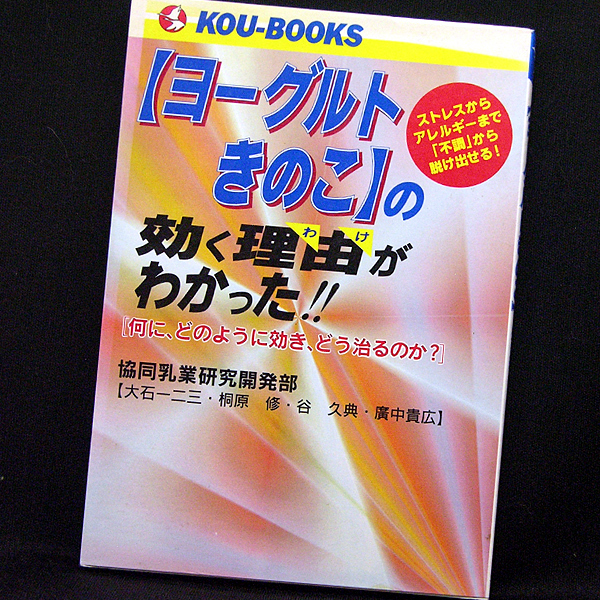 KOU-BOOKS
【ヨーグルト
きのこ】の
ストレスから
アレルギーまで
「不調」から
脱け出せる!
わけ
効く理由が
わかった!!
『何に、どのように効き、どう治るのか?』
協同乳業研究開発部
【大石一二三・桐原 修・谷 久典・廣中貴広】